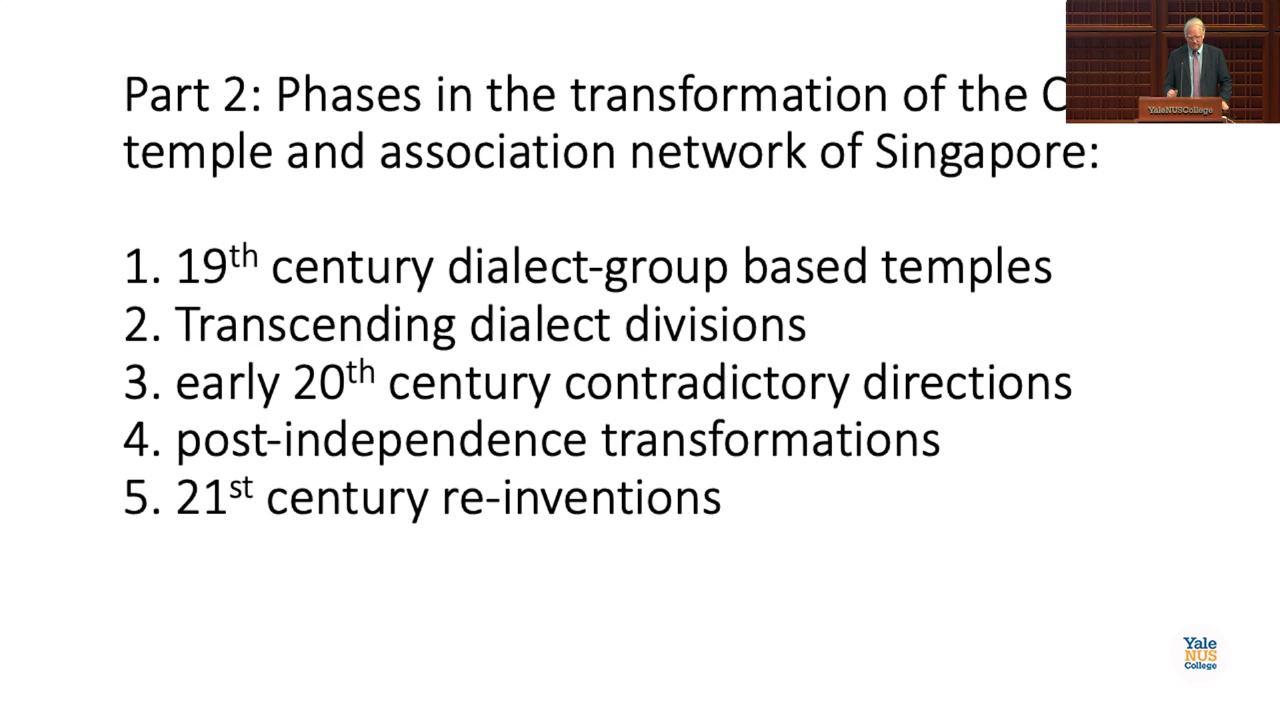 Part 2: Phases in the transformation of the
temple and association network of Singapore:
1. 19th century dialect-group based temples
2. Transcending dialect divisions
3. early 20th century contradictory directions
4. post-independence transformations
5. 21st century re-inventions
YaleNUSCollege
Yale
NUS
College